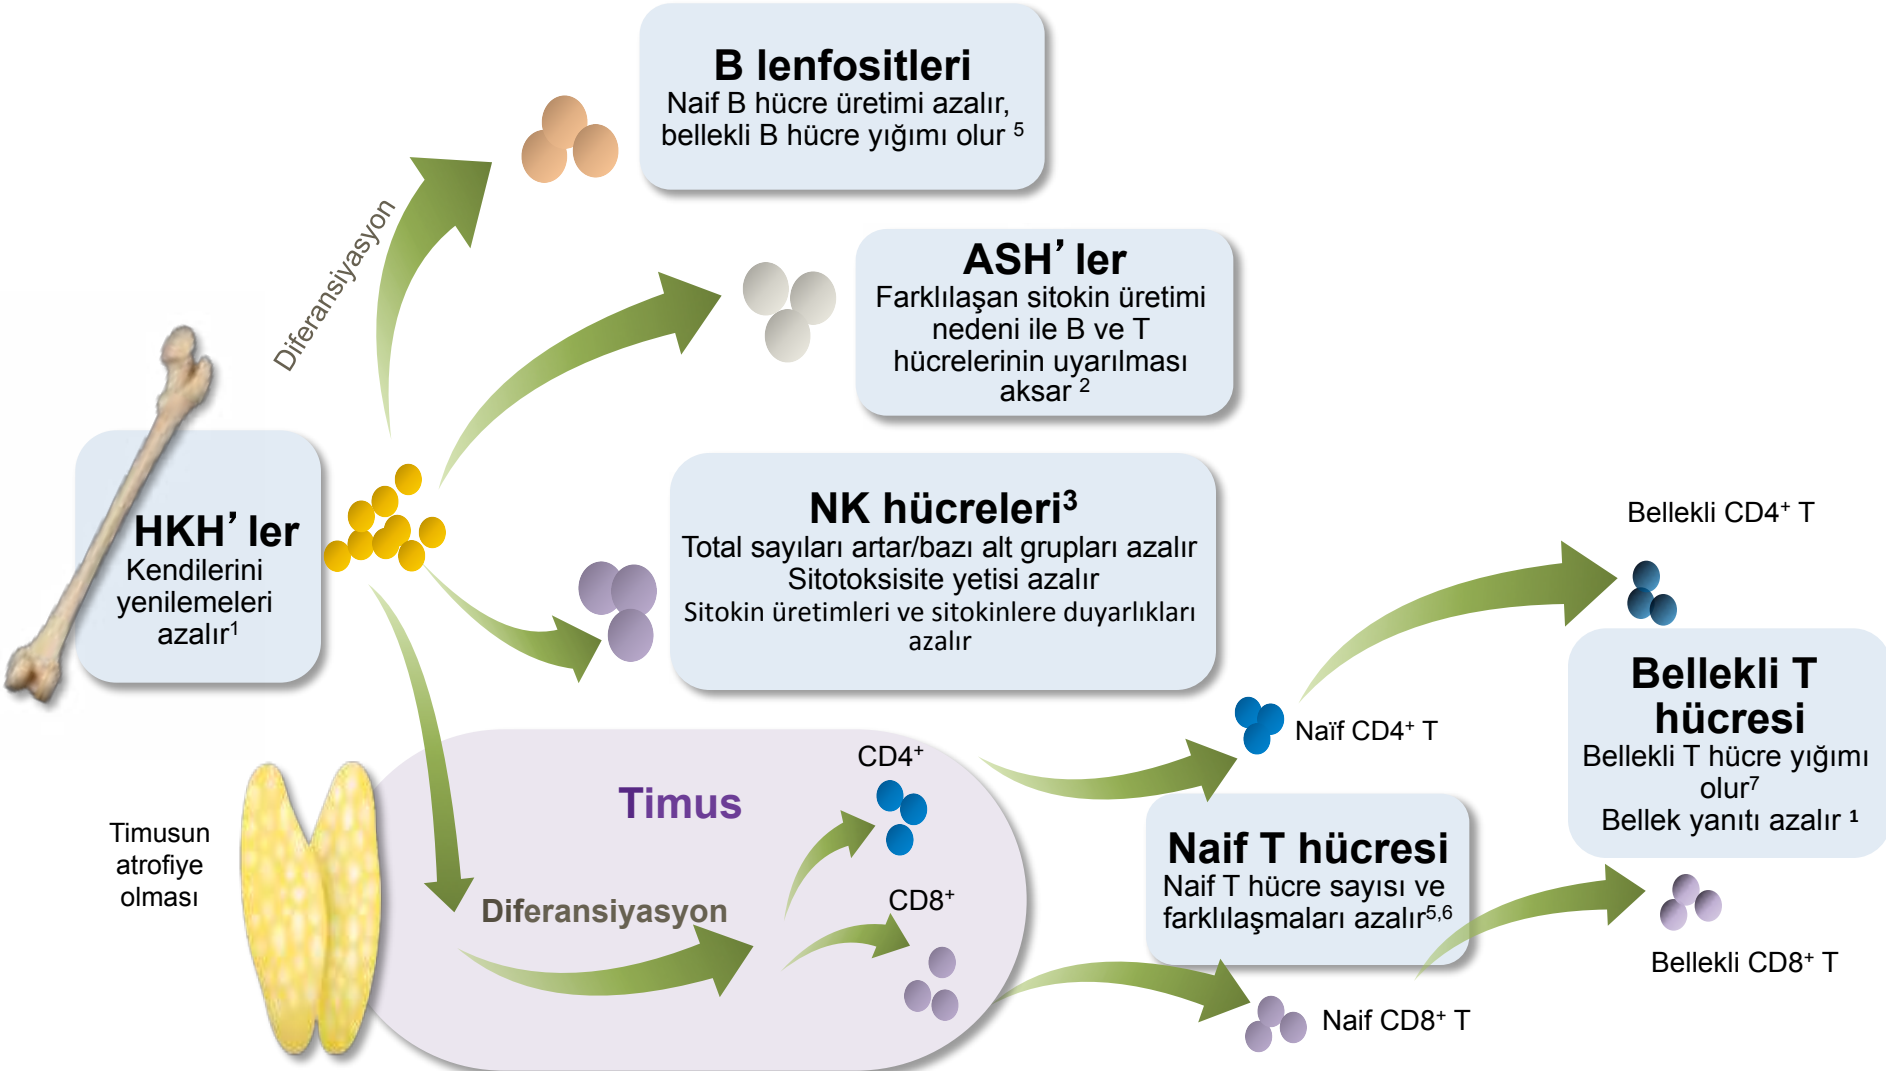 B lenfositleri
Naif B hücre üretimi azalır,
bellekli B hücre yığımı olur ⁵
Diferansiyasyon
ASH’ ler
Farklılaşan sitokin üretimi
nedeni ile B ve T
hücrelerinin uyarılması
aksar ²
HKH’ ler
Kendilerini
yenilemeleri
azalır¹
NK hücreleri³
Total sayıları artar/bazı alt grupları azalır
Sitotoksisite yetisi azalır
Sitokin üretimleri ve sitokinlere duyarlıkları
azalır
Bellekli CD4⁺ T
Bellekli T
hücresi
Bellekli T hücre yığımı
olur⁷
Bellek yanıtı azalır ¹
Naïf CD4⁺ T
Timus
CD4⁺
Timusun
atrofiye
olması
Diferansiyasyon
CD8⁺
Naif T hücresi
Naif T hücre sayısı ve
farklılaşmaları azalır⁵,⁶
Bellekli CD8⁺ T
Naif CD8⁺ T